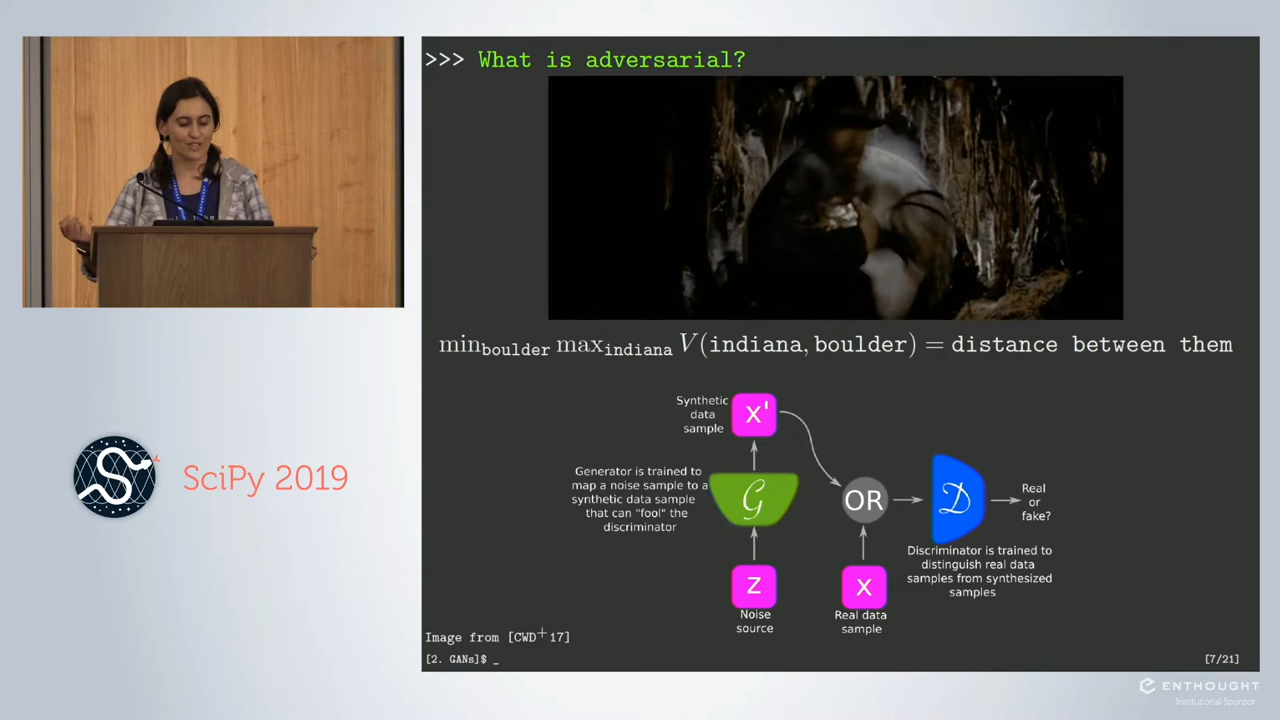 >>> What is adversarial?
min_boulder max_indiana V(indiana, boulder) = distance between them
Synthetic
data
sample
X'
Generator is trained to
map a noise sample to a
synthetic data sample
that can "fool" the
discriminator
G
OR
D
Real
or
fake?
Discriminator is trained to
distinguish real data
samples from synthesized
samples
Z
X
Noise
source
Real data
sample
Image from [CWD+17]
[2. GANs]$ _
[7/21]
S
SciPy 2019
ENTHOUGHT
Institutional Sponsor